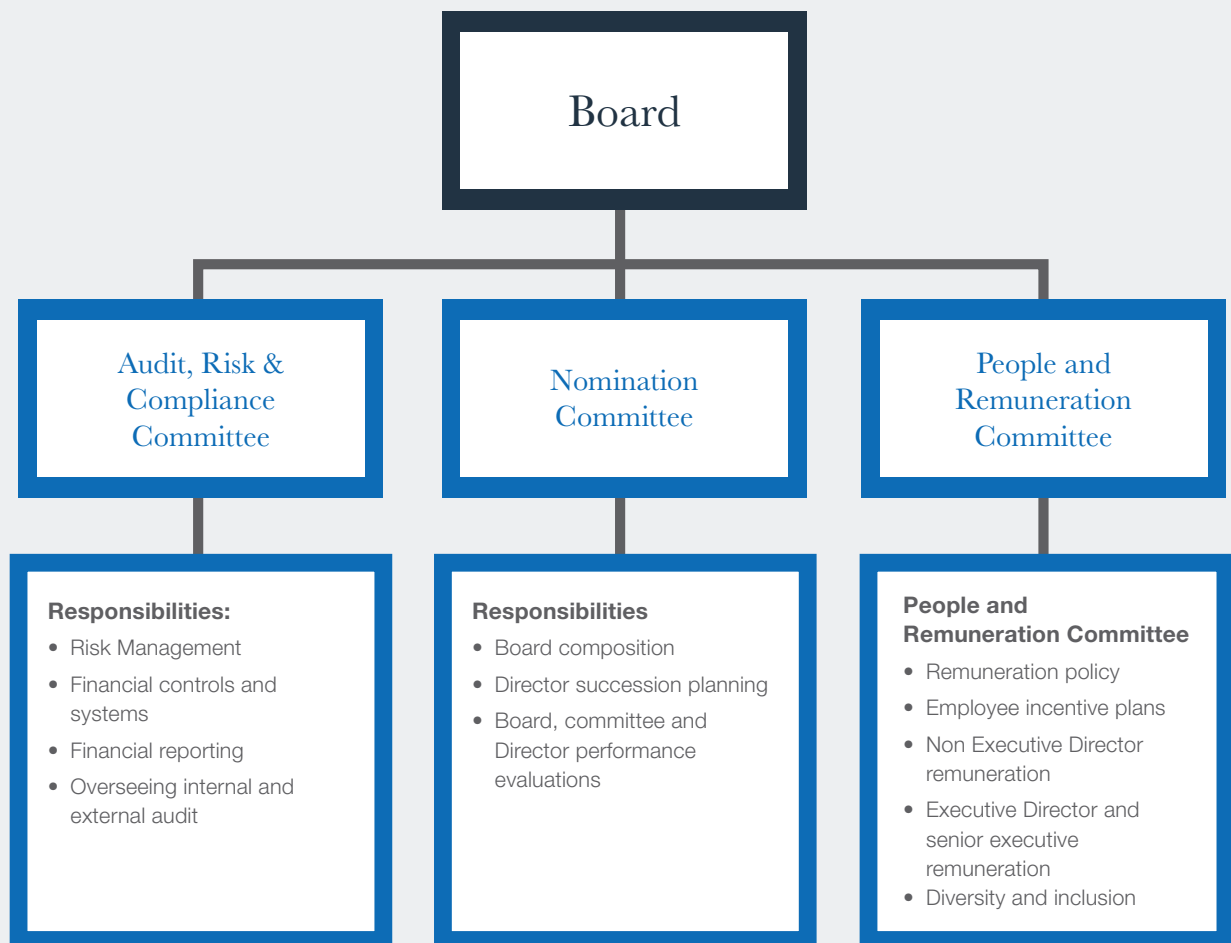 Board
Audit, Risk &
Compliance
Committee
Nomination
Committee
People and
Remuneration
Committee
Responsibilities:
• Risk Management
• Financial controls and
systems
• Financial reporting
• Overseeing internal and
external audit
Responsibilities
• Board composition
• Director succession planning
• Board, committee and
Director performance
evaluations
People and
Remuneration Committee
• Remuneration policy
• Employee incentive plans
• Non Executive Director
remuneration
• Executive Director and
senior executive
remuneration
• Diversity and inclusion